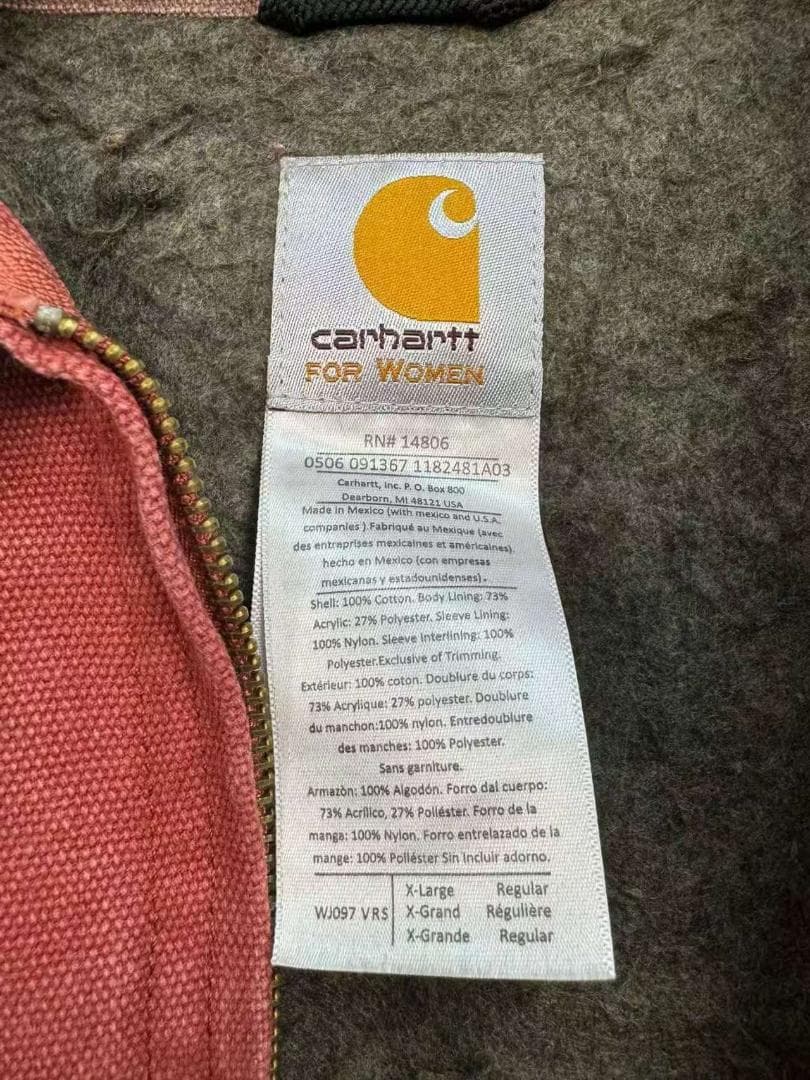 carhartt
FOR WOMEN
RN# 14806
0506 091367 1182481A03
Carhartt, Inc. P. O. Box 800
Dearborn, MI 48121 USA
Made in Mexico (with mexico and U.S.A.
companies ).Fabriqué au Mexique (avec
des entreprises mexicaines et américaines).
hecho en Mexico (con empresas
mexicanas y estadounidenses).
Shell: 100% Cotton. Body Lining: 73%
Acrylic: 27% Polyester. Sleeve Lining:
100% Nylon. Sleeve Interlining: 100%
Polyester.Exclusive of Trimming.
Extérieur: 100% coton. Doublure du corps:
73% Acrylique: 27% polyester. Doublure
du manchon:100% nylon. Entredoublure
des manches: 100% Polyester.
Sans garniture.
Armazòn: 100% Algodón. Forro dal cuerpo:
73% Acrílico, 27% Poliéster. Forro de la
manga: 100% Nylon. Forro entrelazado de la
mange: 100% Poliéster Sin Incluir adorno.
X-Large Regular
WJ097 VRS X-Grand Régulière
X-Grande Regular